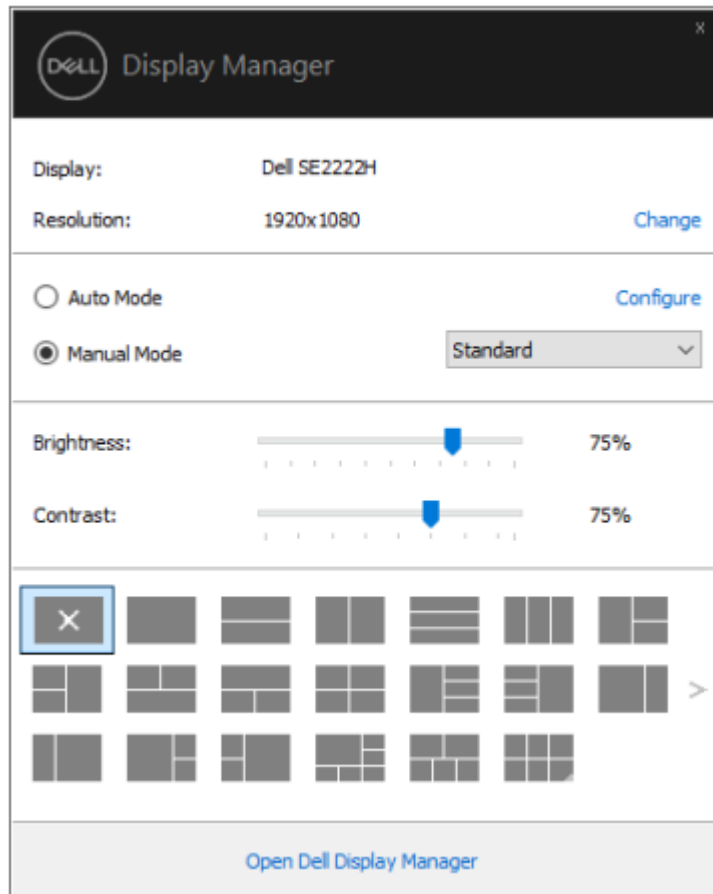 x
DELL Display Manager
Display: Dell SE2222H
Resolution: 1920x1080 Change
Auto Mode Configure
Manual Mode Standard
Brightness: 75%
Contrast: 75%
Open Dell Display Manager